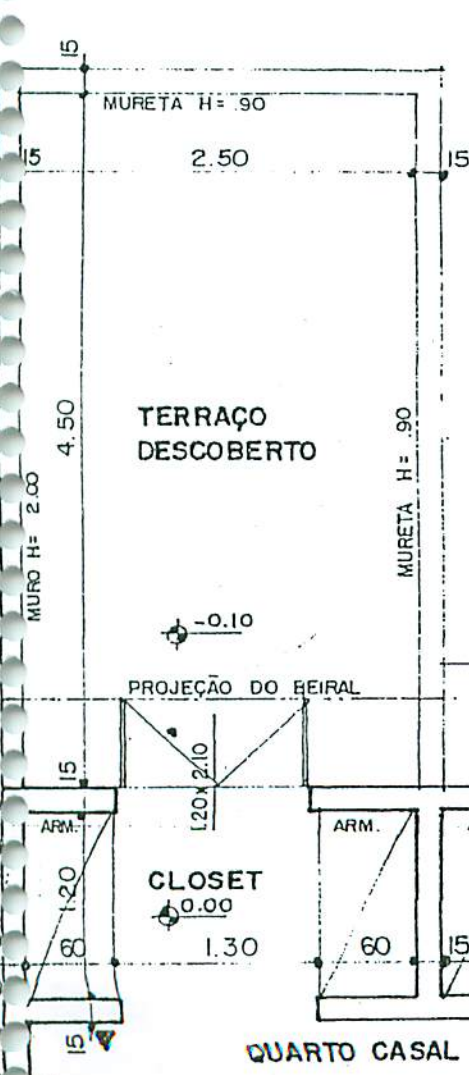 15
MURETA H= .90
15 2.50 15
4.50
TERRAÇO
DESCOBERTO
MURO H= 2.00
MURETA H= .90
-0.10
PROJEÇÃO DO BEIRAL
15
1.20 x 2.10
ARM.
ARM.
1.20
CLOSET
0.00
60 1.30 60 15
15
QUARTO CASAL